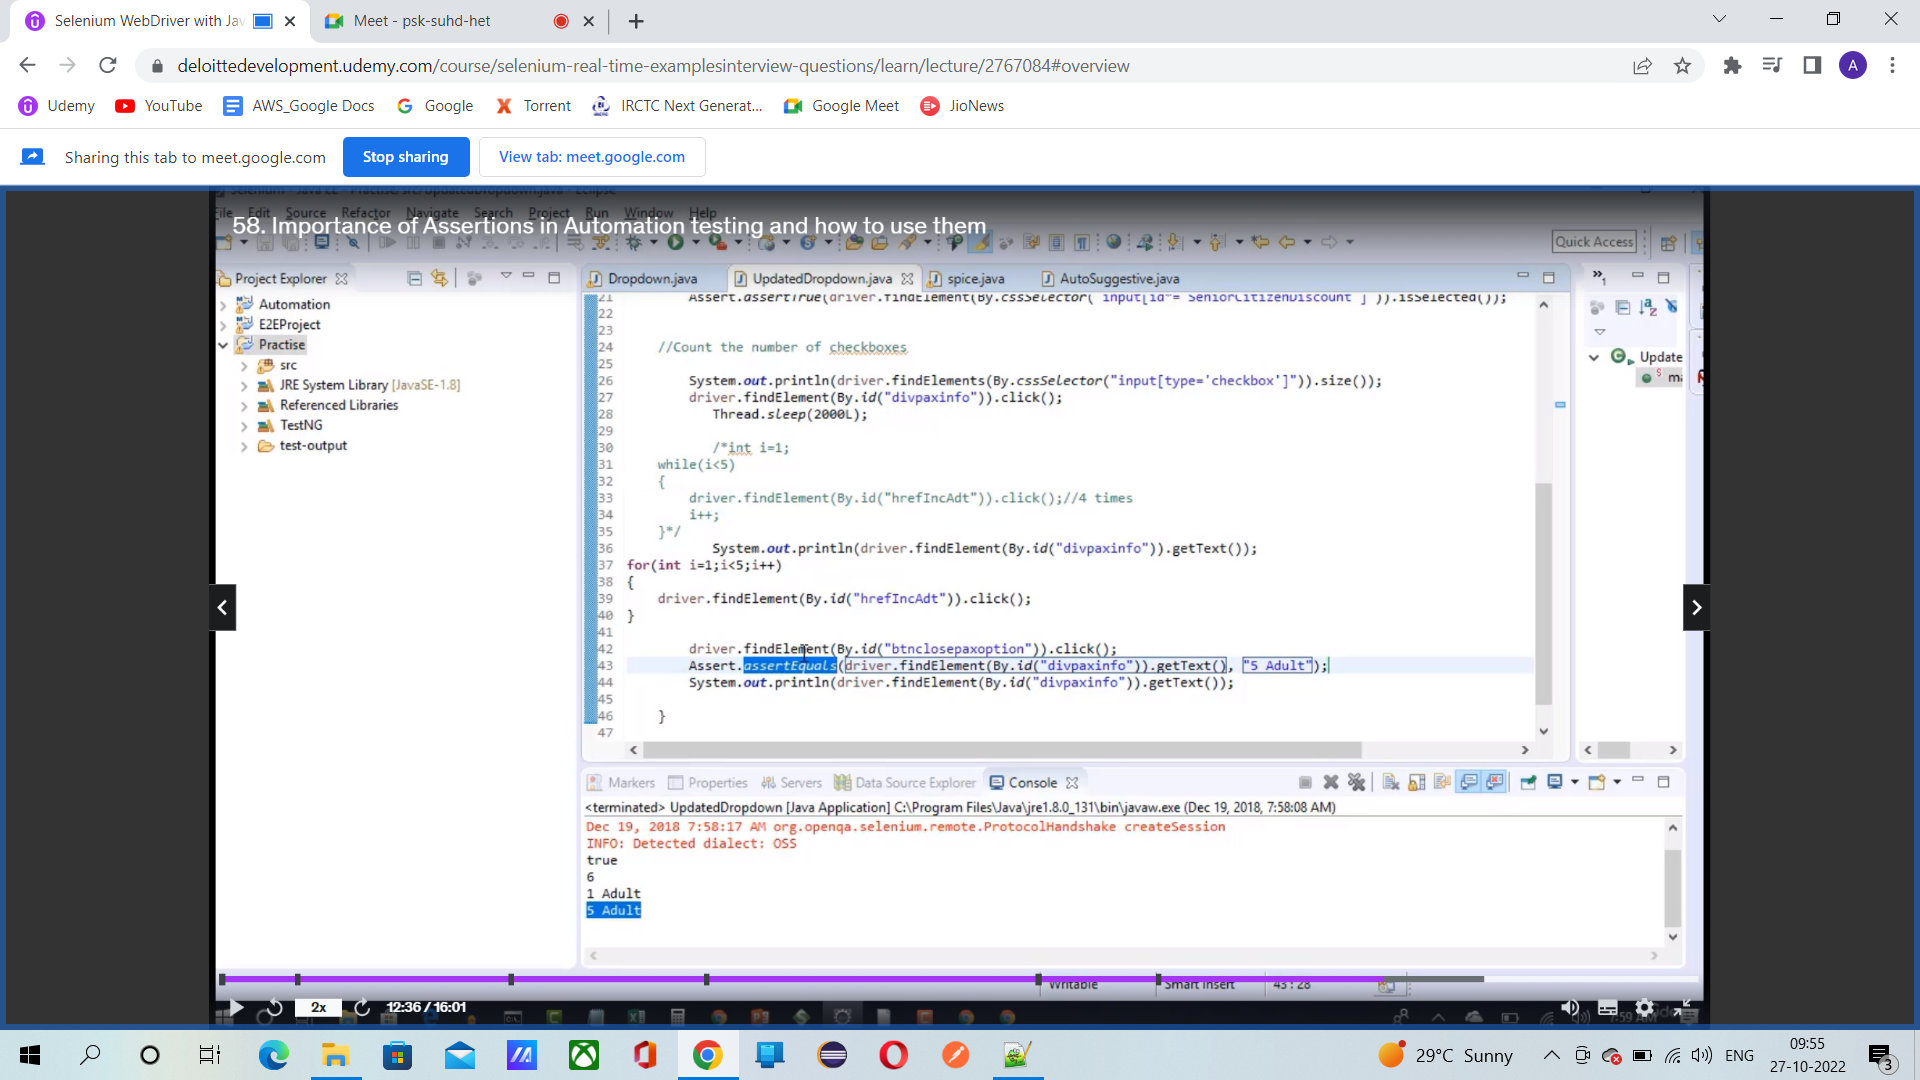 Selenium WebDriver with Jav
Meet - psk-suhd-het
deloittedevelopment.udemy.com/course/selenium-real-time-examplesinterview-questions/learn/lecture/2767084#overview
A
Udemy
YouTube
AWS_Google Docs
Google
Torrent
IRCTC Next Generat...
Google Meet
JioNews
Sharing this tab to meet.google.com
Stop sharing
View tab: meet.google.com
File Edit Source Refactor Navigate Search Project Run Window Help
58. Importance of Assertions in Automation testing and how to use them
Quick Access
Project Explorer
Dropdown.java
UpdatedDropdown.java
spice.java
AutoSuggestive.java
Automation
E2EProject
Practise
src
JRE System Library [JavaSE-1.8]
Referenced Libraries
TestNG
test-output
21 Assert.assertTrue(driver.findElement(By.cssSelector("input[id*='SeniorCitizenDiscount']")).isSelected());
22
23
24 //Count the number of checkboxes
25
26 System.out.println(driver.findElements(By.cssSelector("input[type='checkbox']")).size());
27 driver.findElement(By.id("divpaxinfo")).click();
28 Thread.sleep(2000L);
29
30 /*int i=1;
31 while(i<5)
32 {
33 driver.findElement(By.id("hrefIncAdt")).click();//4 times
34 i++;
35 }*/
36 System.out.println(driver.findElement(By.id("divpaxinfo")).getText());
37 for(int i=1;i<5;i++)
38 {
39 driver.findElement(By.id("hrefIncAdt")).click();
40 }
41
42 driver.findElement(By.id("btnclosepaxoption")).click();
43 Assert.assertEquals(driver.findElement(By.id("divpaxinfo")).getText(), "5 Adult");
44 System.out.println(driver.findElement(By.id("divpaxinfo")).getText());
45
46 }
47
Update
ma
Markers
Properties
Servers
Data Source Explorer
Console
<terminated> UpdatedDropdown [Java Application] C:\Program Files\Java\jre1.8.0_131\bin\javaw.exe (Dec 19, 2018, 7:58:08 AM)
Dec 19, 2018 7:58:17 AM org.openqa.selenium.remote.ProtocolHandshake createSession
INFO: Detected dialect: OSS
true
6
1 Adult
5 Adult
Writable
Smart Insert
43:28
2x
12:36 / 16:01
29°C Sunny
ENG
09:55
27-10-2022
3